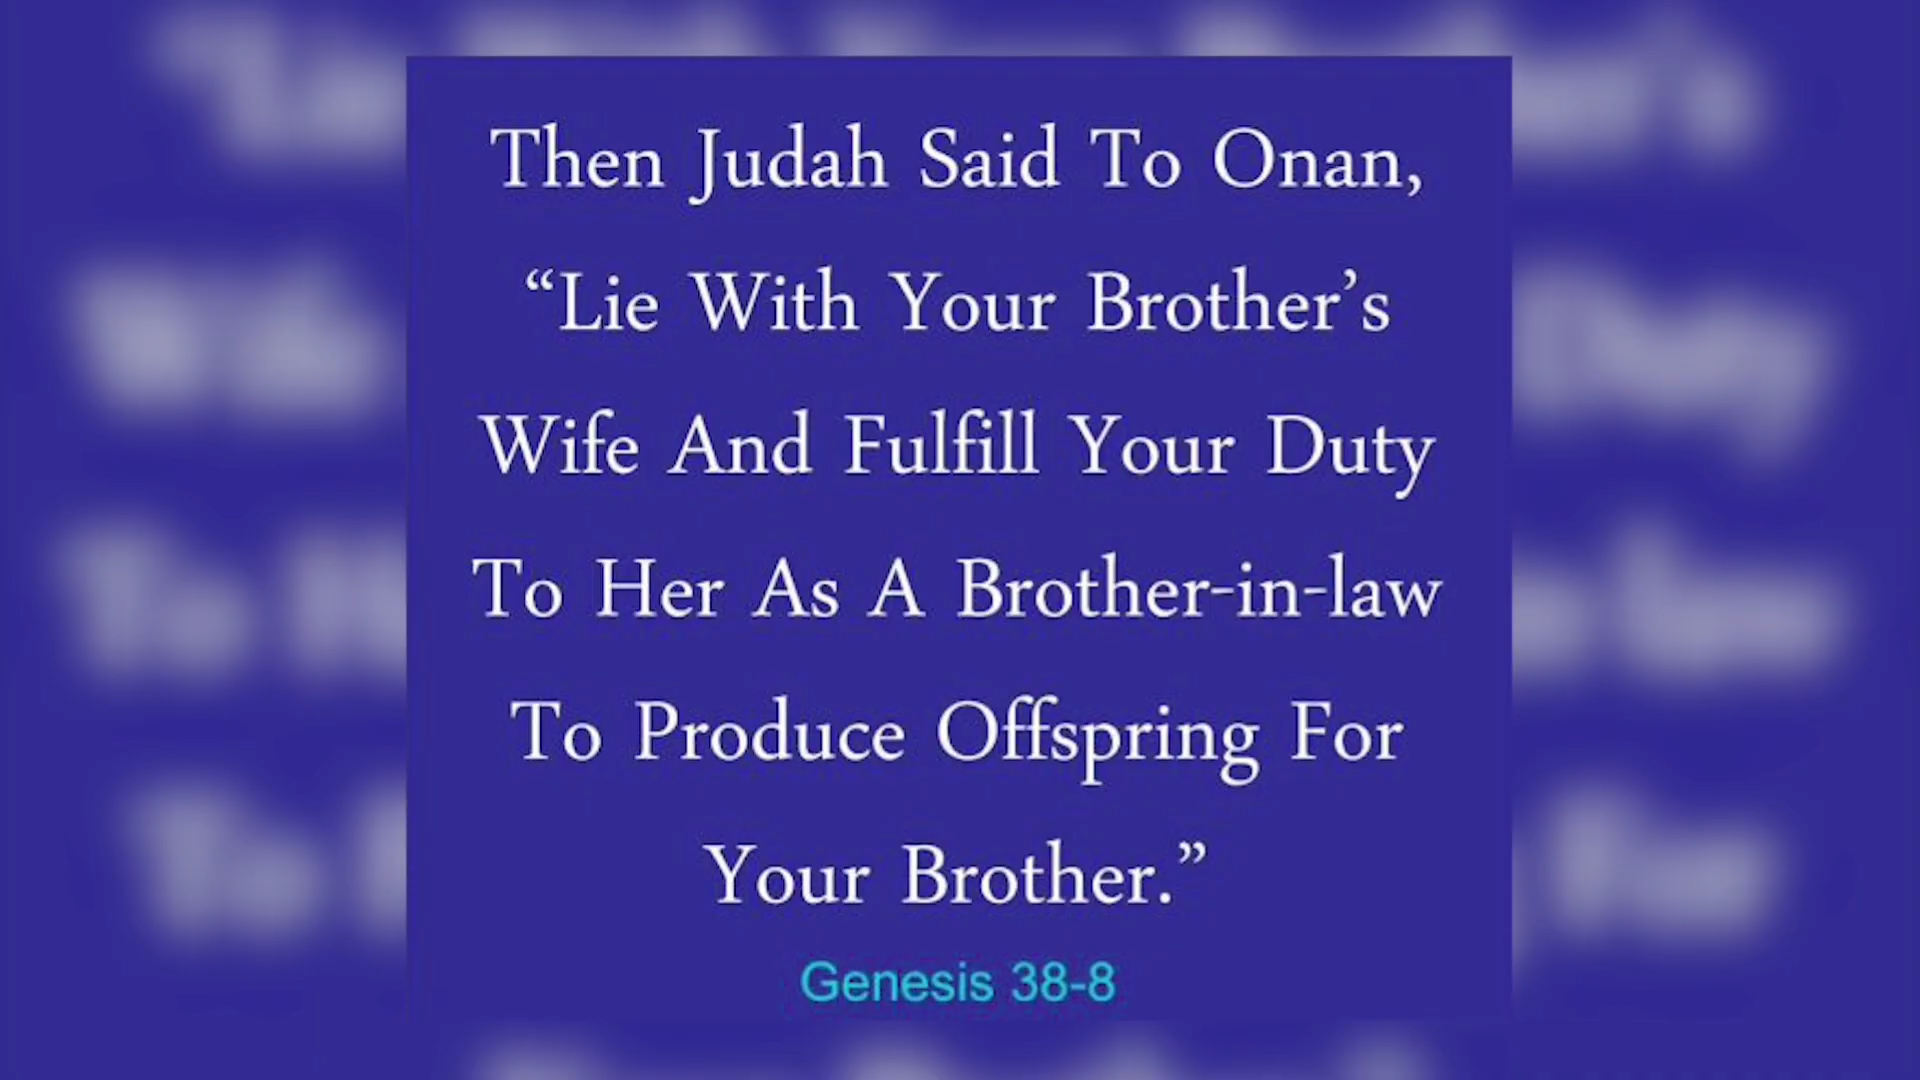 Then Judah Said To Onan,
“Lie With Your Brother’s
Wife And Fulfill Your Duty
To Her As A Brother-in-law
To Produce Offspring For
Your Brother.”
Genesis 38-8